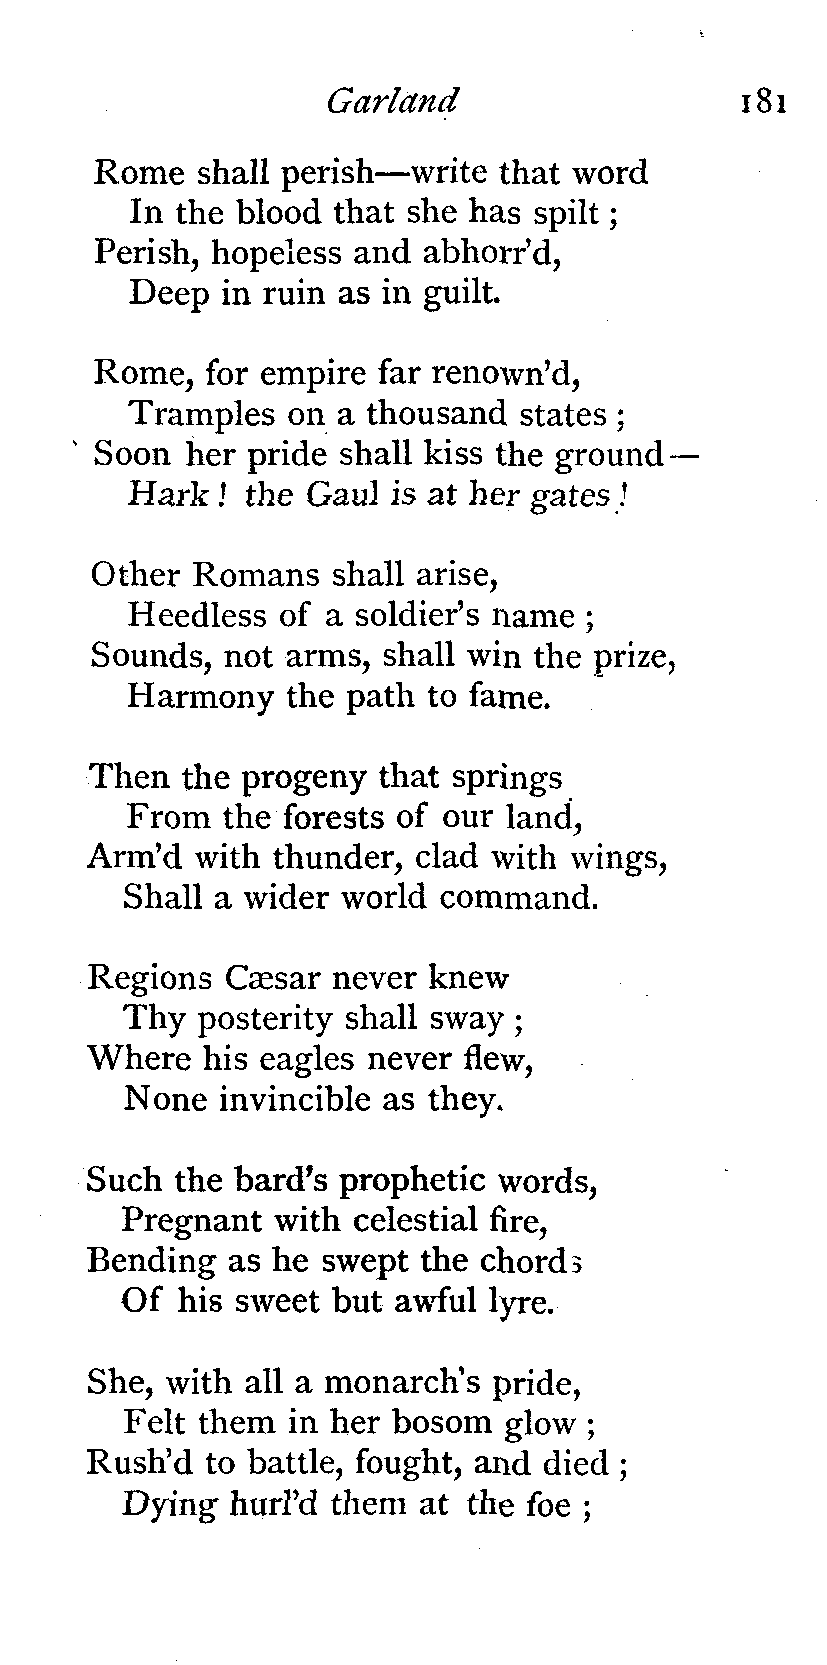 Garland 181
Rome shall perish—write that word
In the blood that she has spilt ;
Perish, hopeless and abhorr'd,
Deep in ruin as in guilt.
Rome, for empire far renown'd,
Tramples on a thousand states ;
Soon her pride shall kiss the ground—
Hark ! the Gaul is at her gates !
Other Romans shall arise,
Heedless of a soldier's name ;
Sounds, not arms, shall win the prize,
Harmony the path to fame.
Then the progeny that springs
From the forests of our land,
Arm'd with thunder, clad with wings,
Shall a wider world command.
Regions Cæsar never knew
Thy posterity shall sway ;
Where his eagles never flew,
None invincible as they.
Such the bard's prophetic words,
Pregnant with celestial fire,
Bending as he swept the chords
Of his sweet but awful lyre.
She, with all a monarch's pride,
Felt them in her bosom glow ;
Rush'd to battle, fought, and died ;
Dying hurl'd them at the foe ;